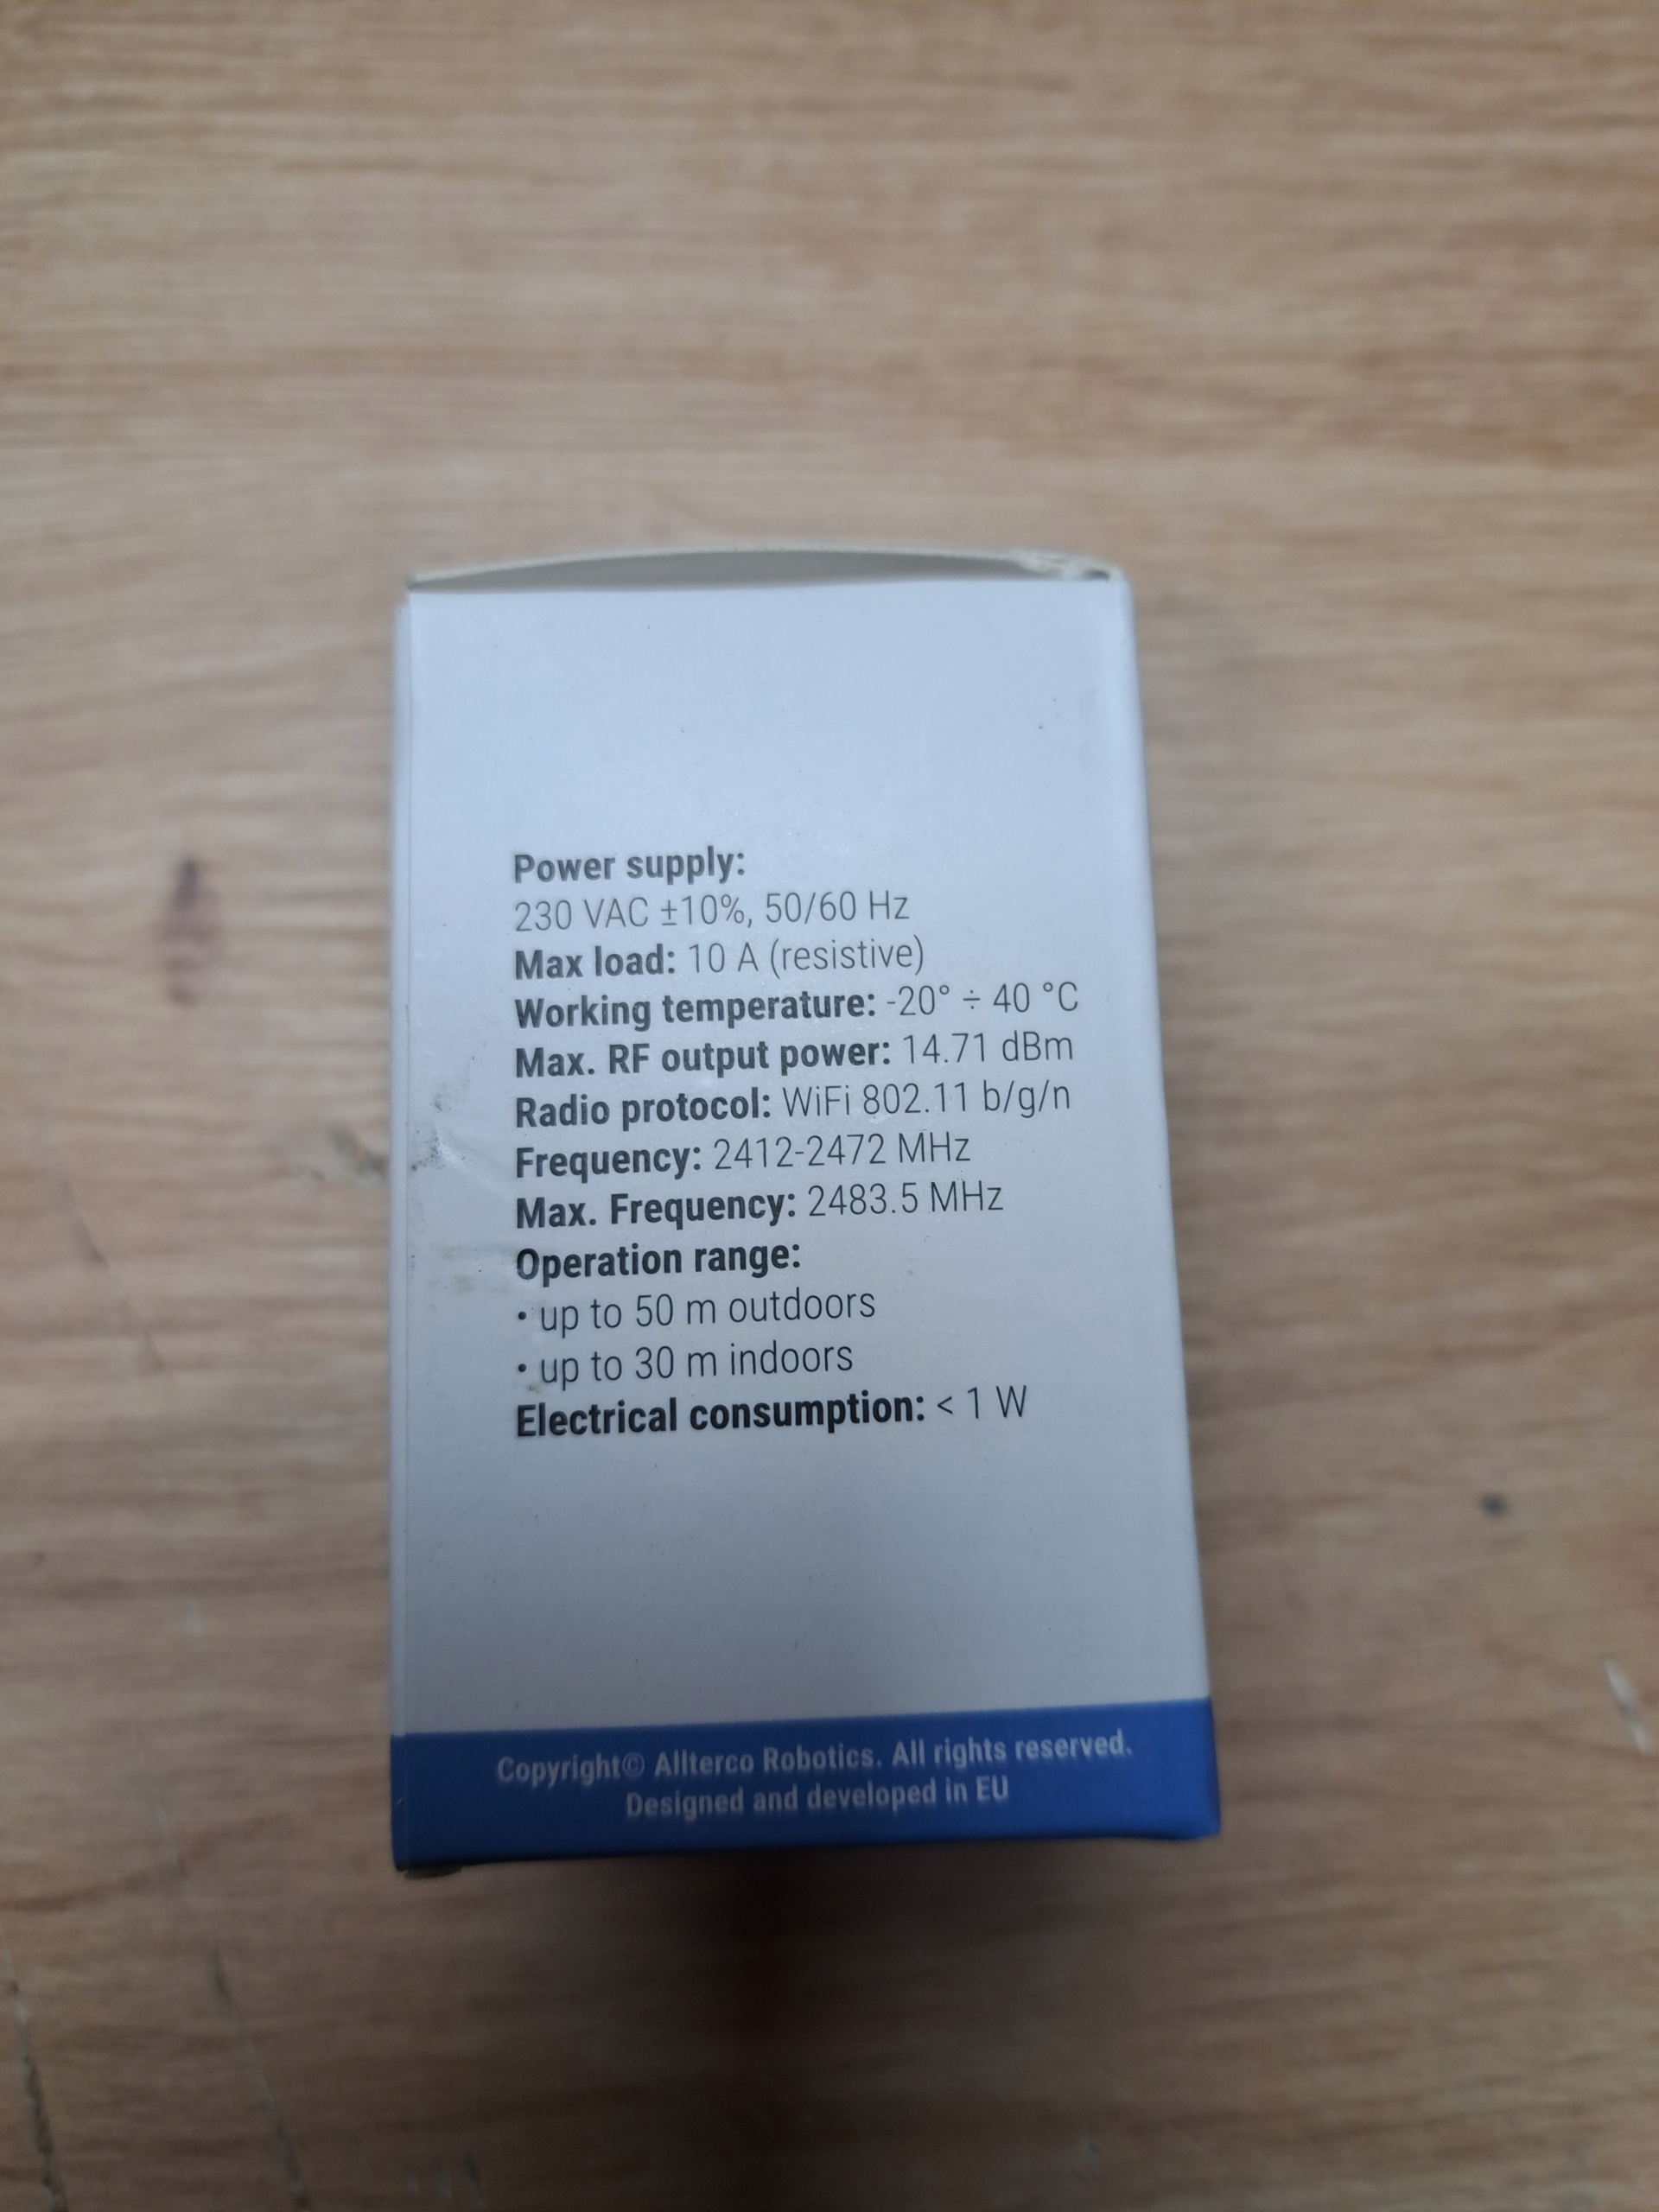 Power supply:
230 VAC ±10%, 50/60 Hz
Max load: 10 A (resistive)
Working temperature: -20° ÷ 40 °C
Max. RF output power: 14.71 dBm
Radio protocol: WiFi 802.11 b/g/n
Frequency: 2412-2472 MHz
Max. Frequency: 2483.5 MHz
Operation range:
• up to 50 m outdoors
• up to 30 m indoors
Electrical consumption: < 1 W
Copyright© Allterco Robotics. All rights reserved.
Designed and developed in EU